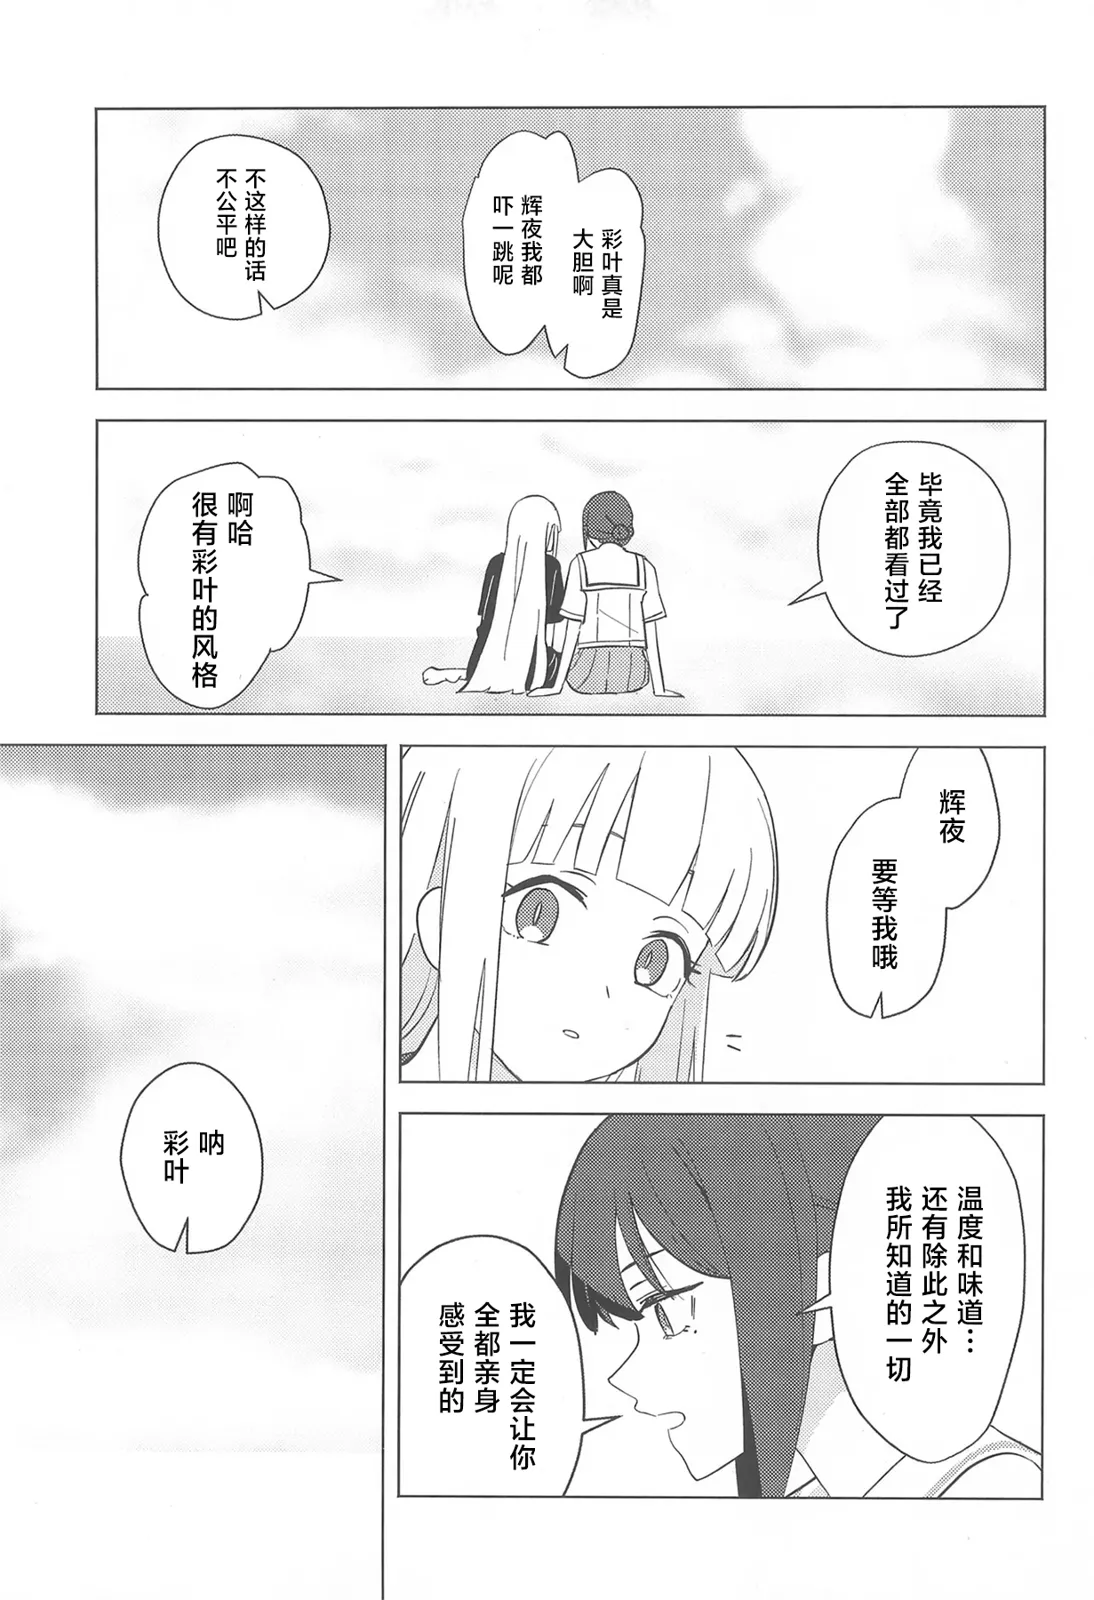 彩叶真是
大胆啊
辉夜我都
吓一跳呢
不这样的话
不公平吧
毕竟我已经
全部都看过了
啊哈
很有彩叶的风格
辉夜
要等我哦
温度和味道…
还有除此之外
我所知道的一切
我一定会让你
全都亲身
感受到的
呐
彩叶